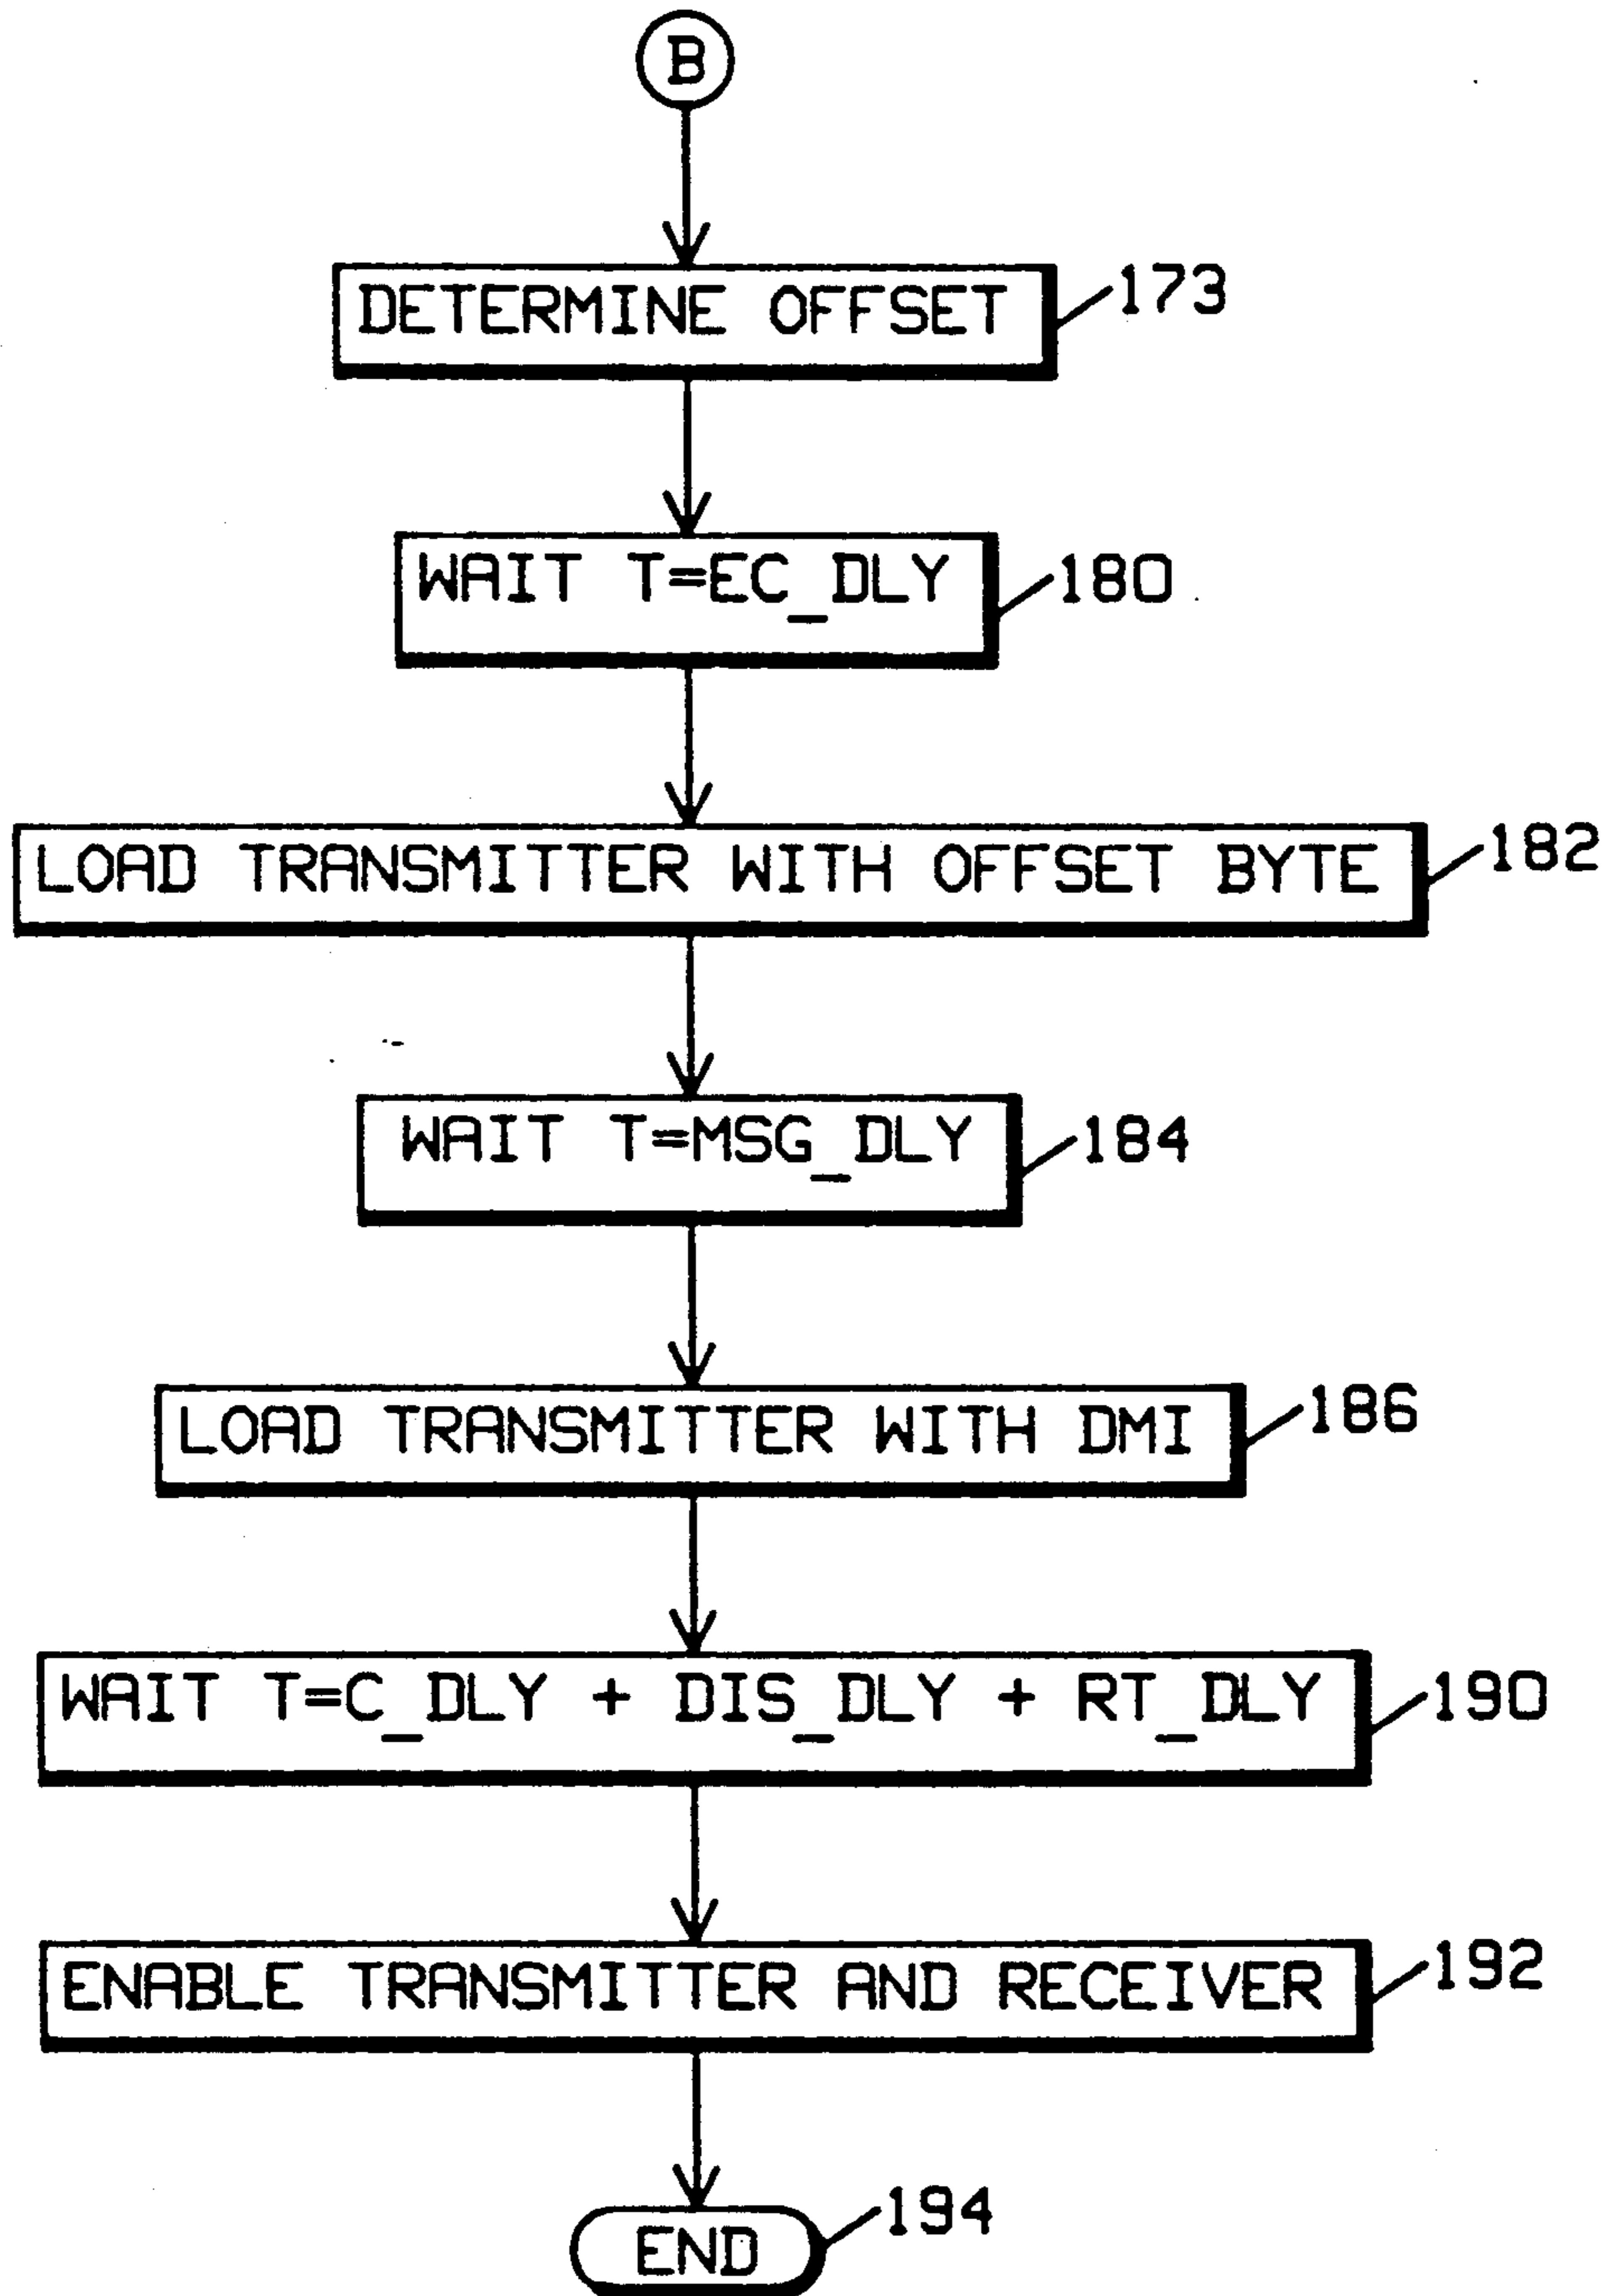 B
DETERMINE OFFSET
173
WAIT T=EC_DLY
180
LOAD TRANSMITTER WITH OFFSET BYTE
182
WAIT T=MSG_DLY
184
LOAD TRANSMITTER WITH DMI
186
WAIT T=C_DLY + DIS_DLY + RT_DLY
190
ENABLE TRANSMITTER AND RECEIVER
192
END
194